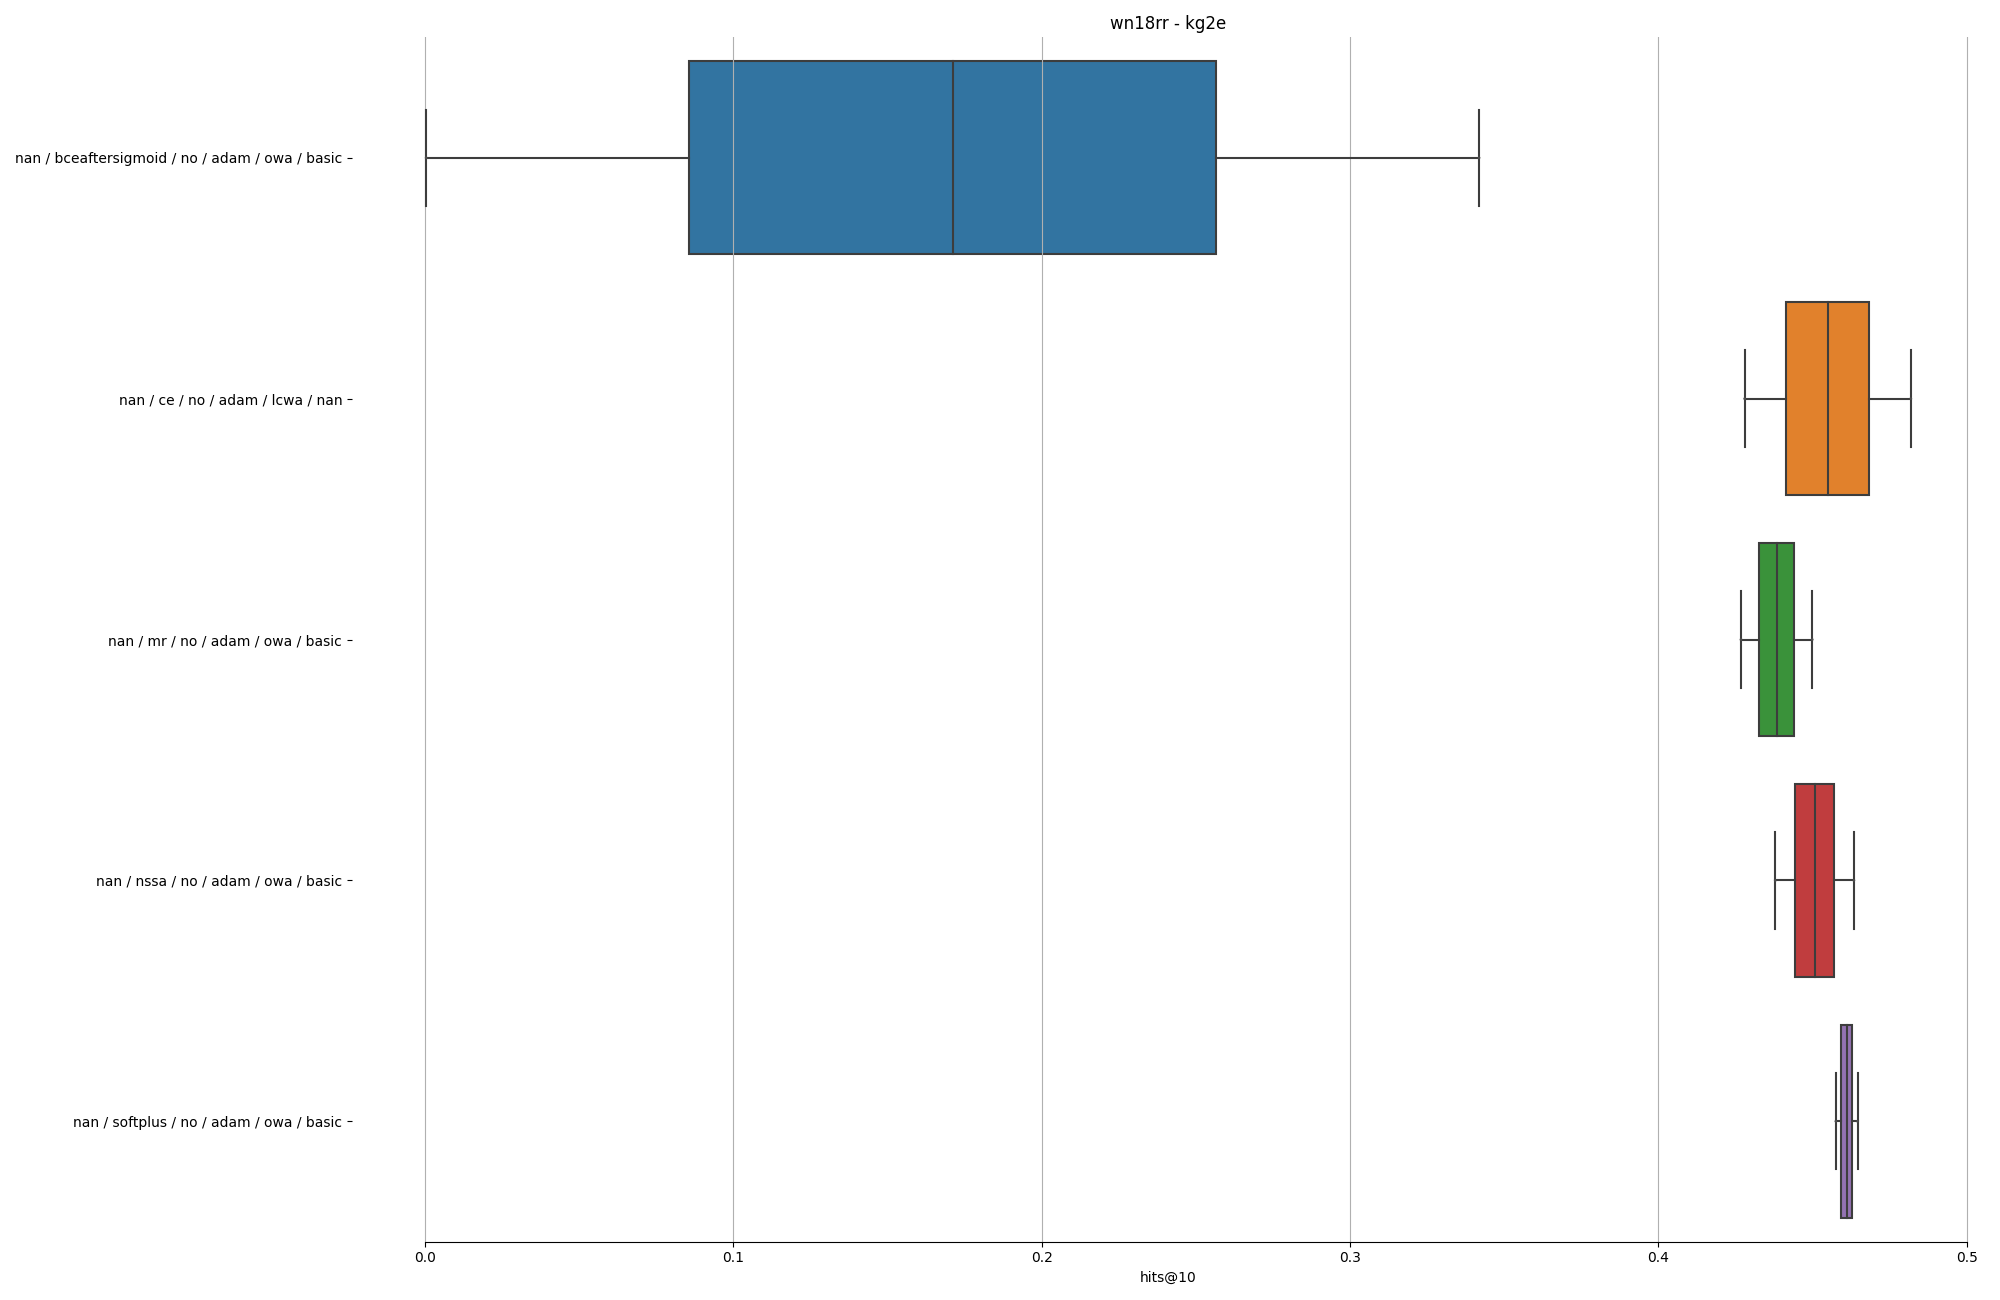 wn18rr - kg2e
nan / bceaftersigmoid / no / adam / owa / basic
nan / ce / no / adam / lcwa / nan
nan / mr / no / adam / owa / basic
nan / nssa / no / adam / owa / basic
nan / softplus / no / adam / owa / basic
0.0 0.1 0.2 0.3 0.4 0.5
hits@10